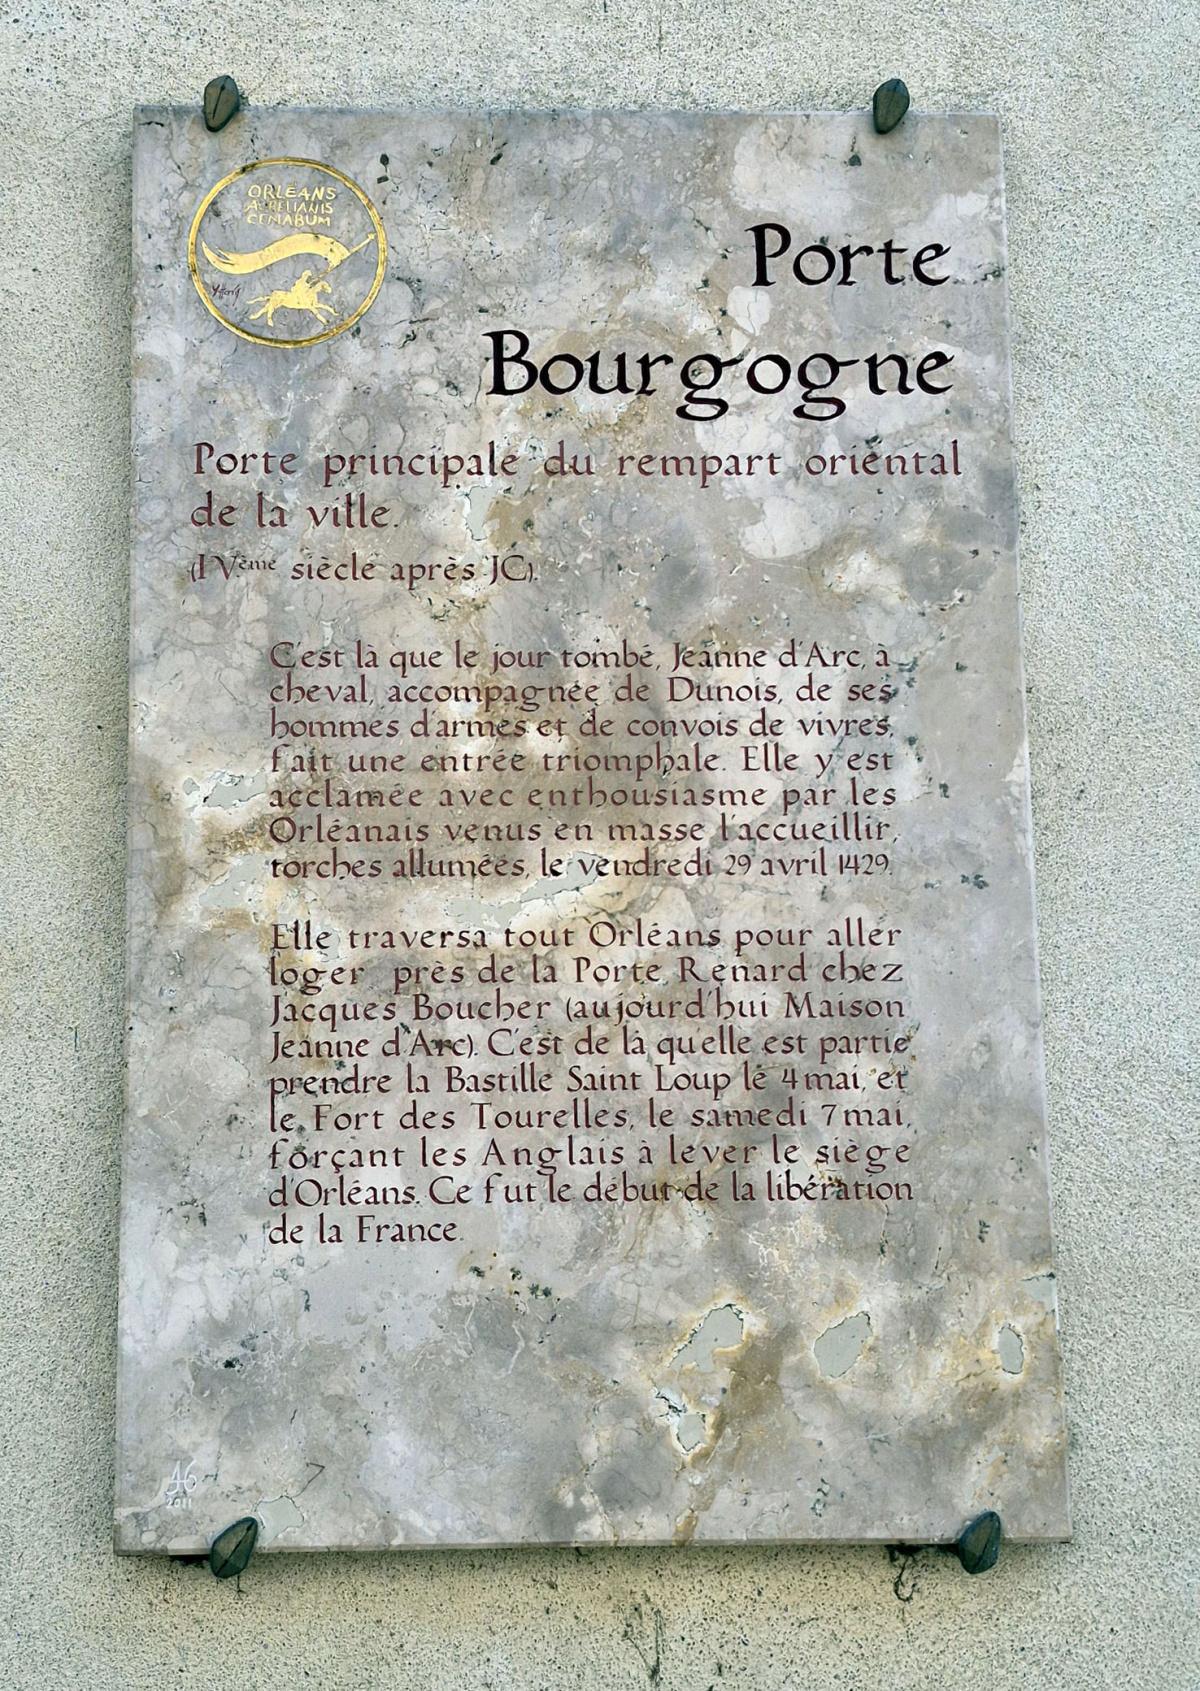 ORLÉANS
AURELIANIS
CENABUM
Porte
Bourgogne
Porte principale du rempart oriental
de la ville.
(IVème siècle après JC).
C'est là que le jour tombé, Jeanne d'Arc, à
cheval, accompagnée de Dunois, de ses
hommes d'armes et de convois de vivres,
fait une entrée triomphale. Elle y est
acclamée avec enthousiasme par les
Orléanais venus en masse l'accueillir,
torches allumées, le vendredi 29 avril 1429.
Elle traversa tout Orléans pour aller
loger près de la Porte Renard chez
Jacques Boucher (aujourd'hui Maison
Jeanne d'Arc). C'est de là qu'elle est partie
prendre la Bastille Saint Loup le 4 mai, et
le Fort des Tourelles, le samedi 7 mai,
forçant les Anglais à lever le siège
d'Orléans. Ce fut le début de la libération
de la France.
2011